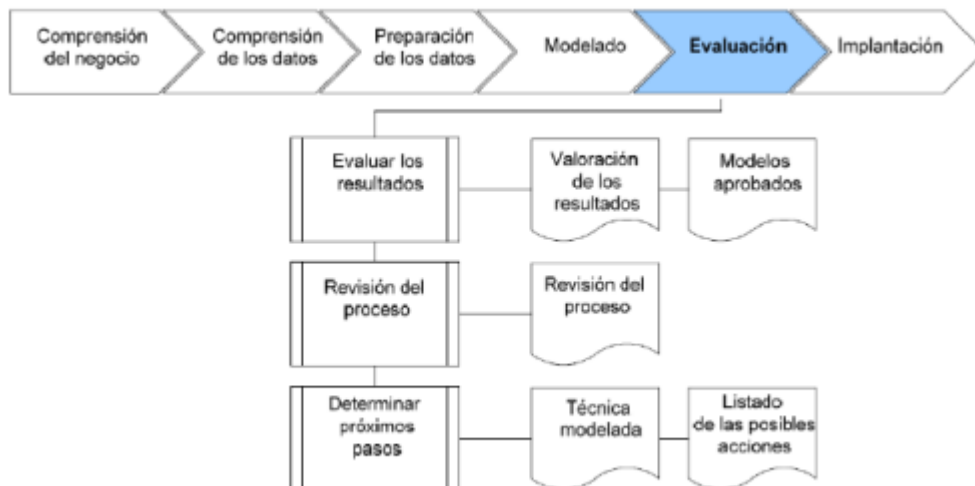 Comprensión
del negocio
Comprensión
de los datos
Preparación
de los datos
Modelado
Evaluación
Implantación
Evaluar los
resultados
Valoración
de los
resultados
Modelos
aprobados
Revisión del
proceso
Revisión del
proceso
Determinar
próximos
pasos
Técnica
modelada
Listado
de las posibles
acciones